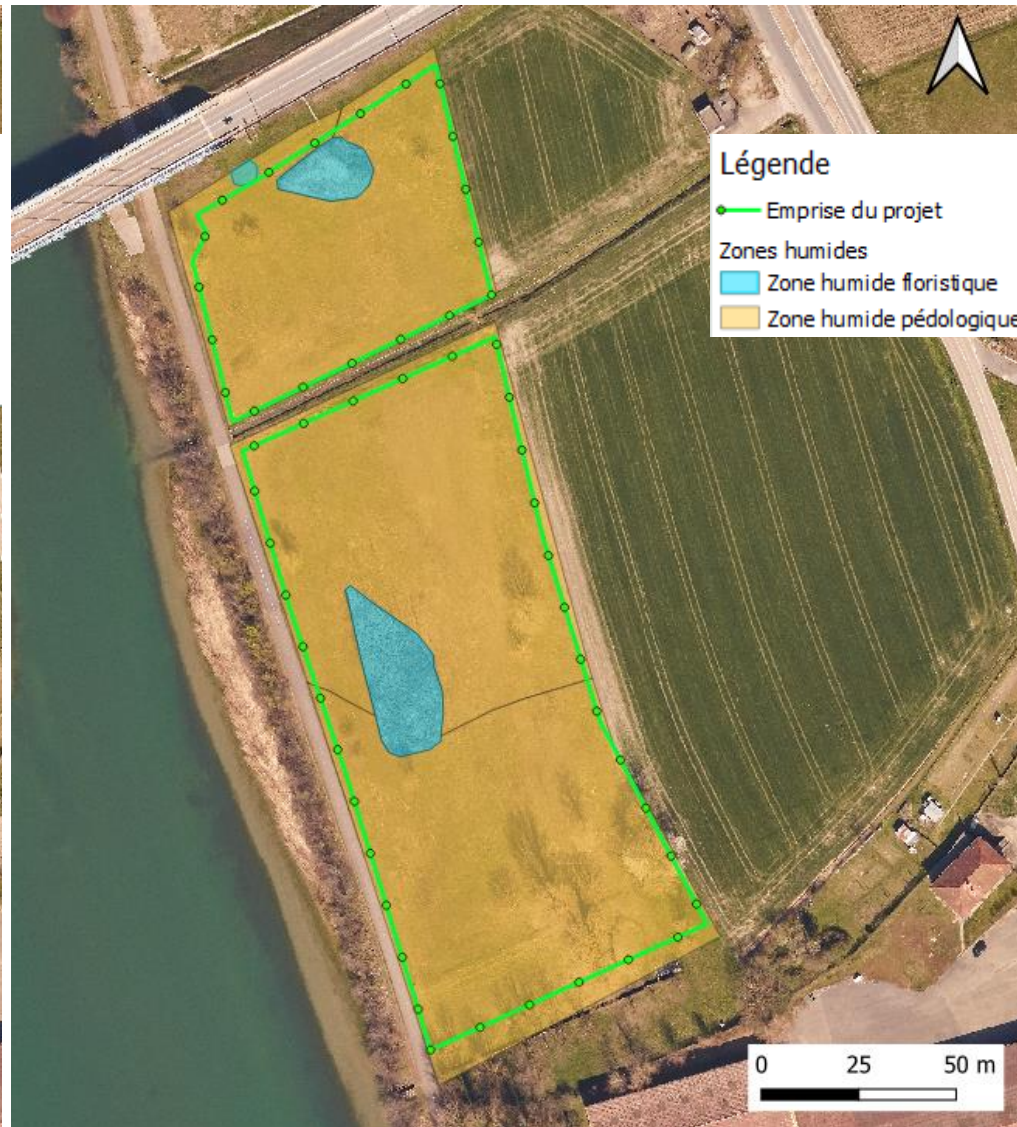 Légende
Emprise du projet
Zones humides
Zone humide floristique
Zone humide pédologique
0 25 50 m